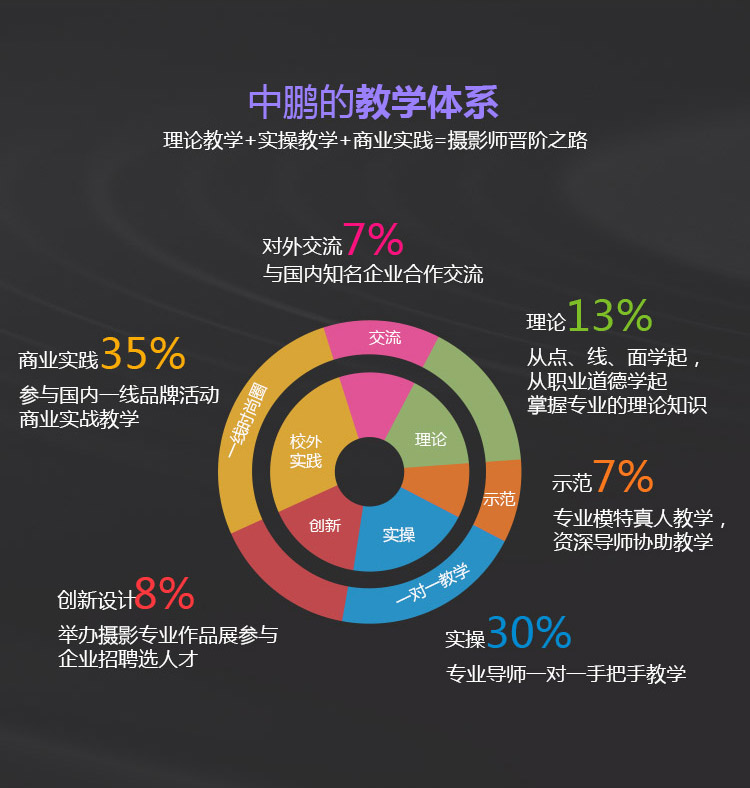 中鹏的教学体系
理论教学+实操教学+商业实践=摄影师晋阶之路
对外交流7%
与国内知名企业合作交流
理论13%
从点、线、面学起，
从职业道德学起
掌握专业的理论知识
商业实践35%
参与国内一线品牌活动
商业实战教学
交流
一线时尚圈
校外
实践
理论
示范
创新
实操
一对一教学
示范7%
专业模特真人教学，
资深导师协助教学
创新设计8%
举办摄影专业作品展参与
企业招聘选人才
实操30%
专业导师一对一手把手教学